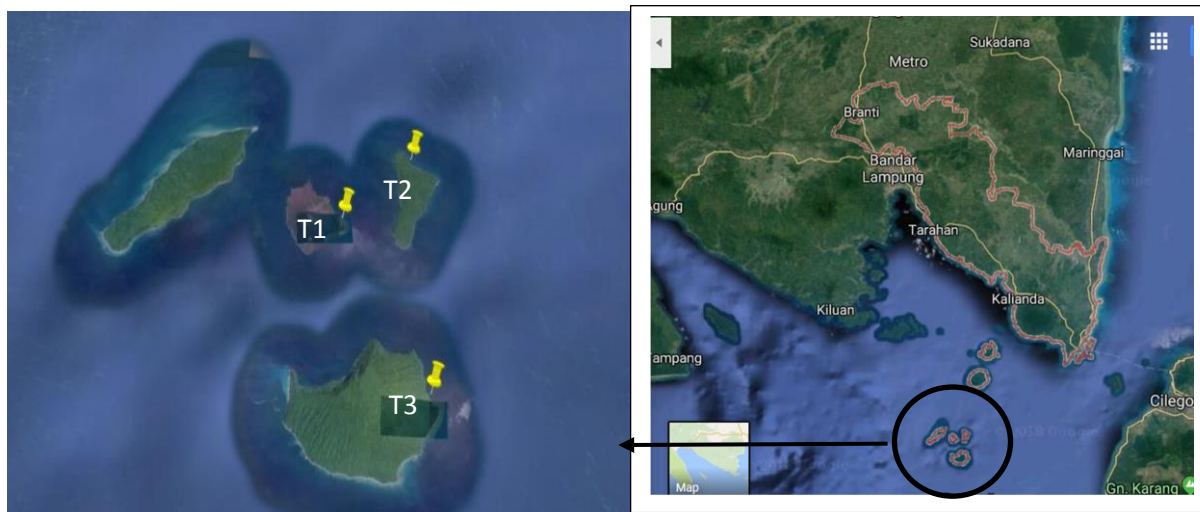 T1
T2
T3
Sukadana
Metro
Branti
Maringgai
Bandar
Lampung
Agung
Tarahan
Kalianda
Kiluan
ampang
Cilego
Map
Gn. Karang